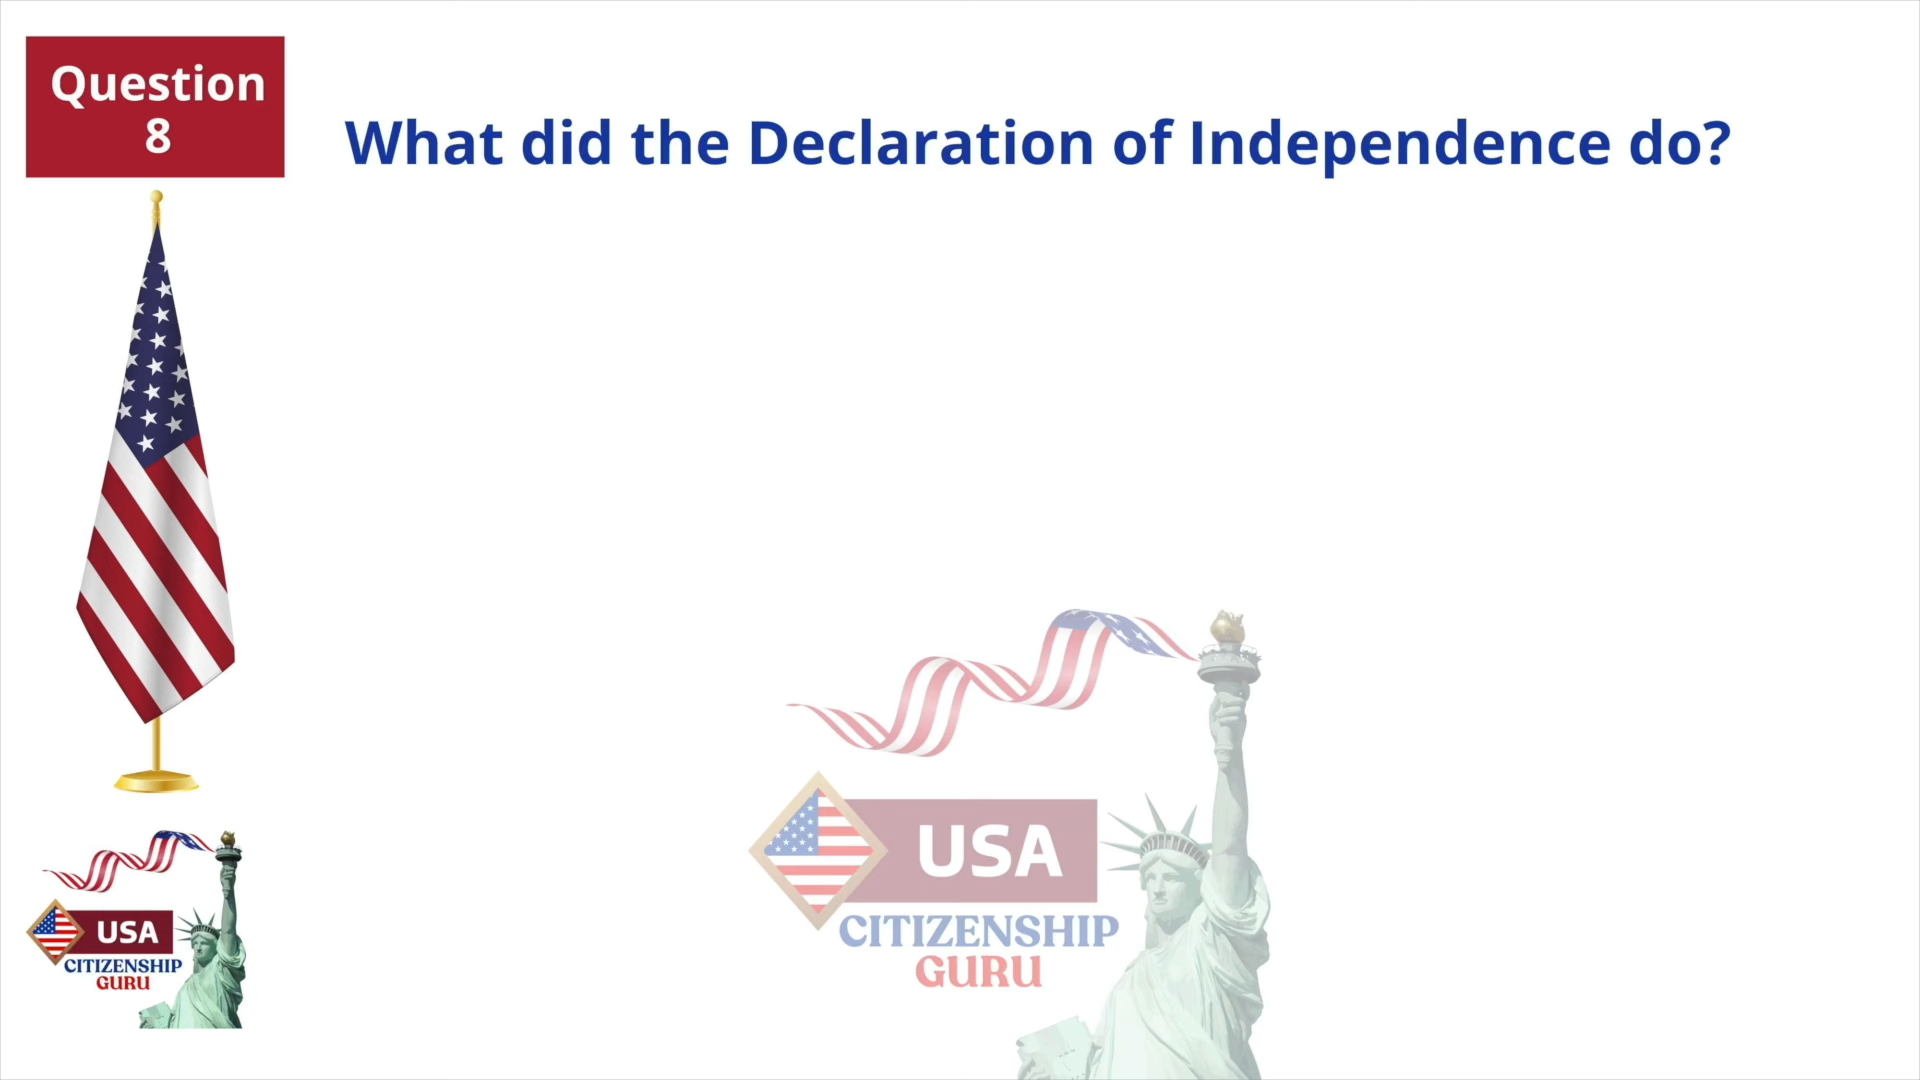 Question
8
What did the Declaration of Independence do?
USA
CITIZENSHIP
GURU
USA
CITIZENSHIP
GURU